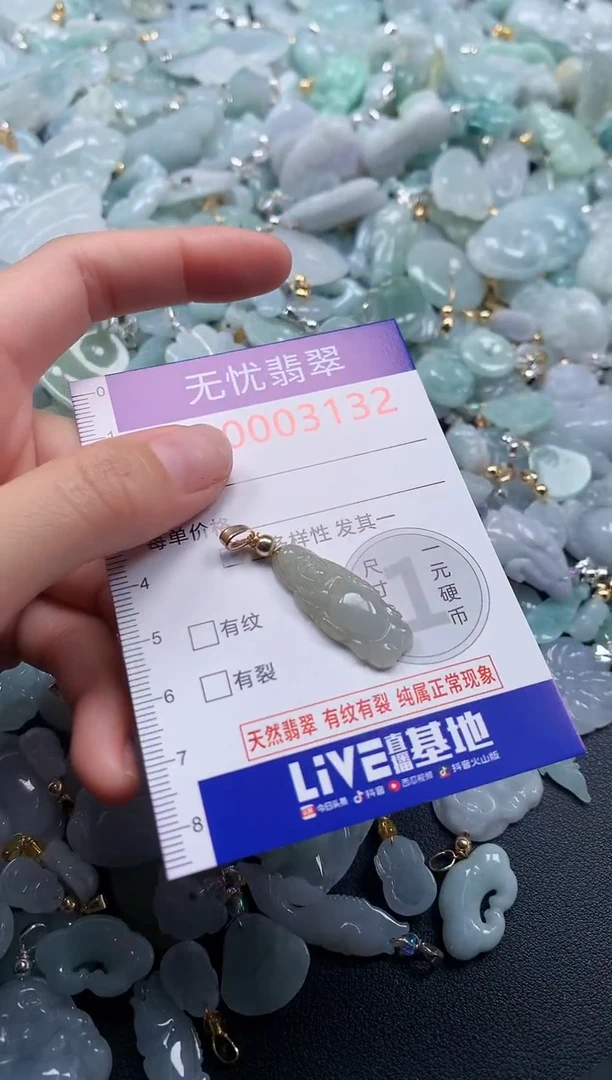 0
无忧翡翠
0003132
每单价格
多样性 发其一
4
尺寸
一元硬币
1
5
有纹
6
有裂
天然翡翠 有纹有裂 纯属正常现象
7
LiVE直播基地
8
今日头条 抖音 西瓜视频 抖音火山版